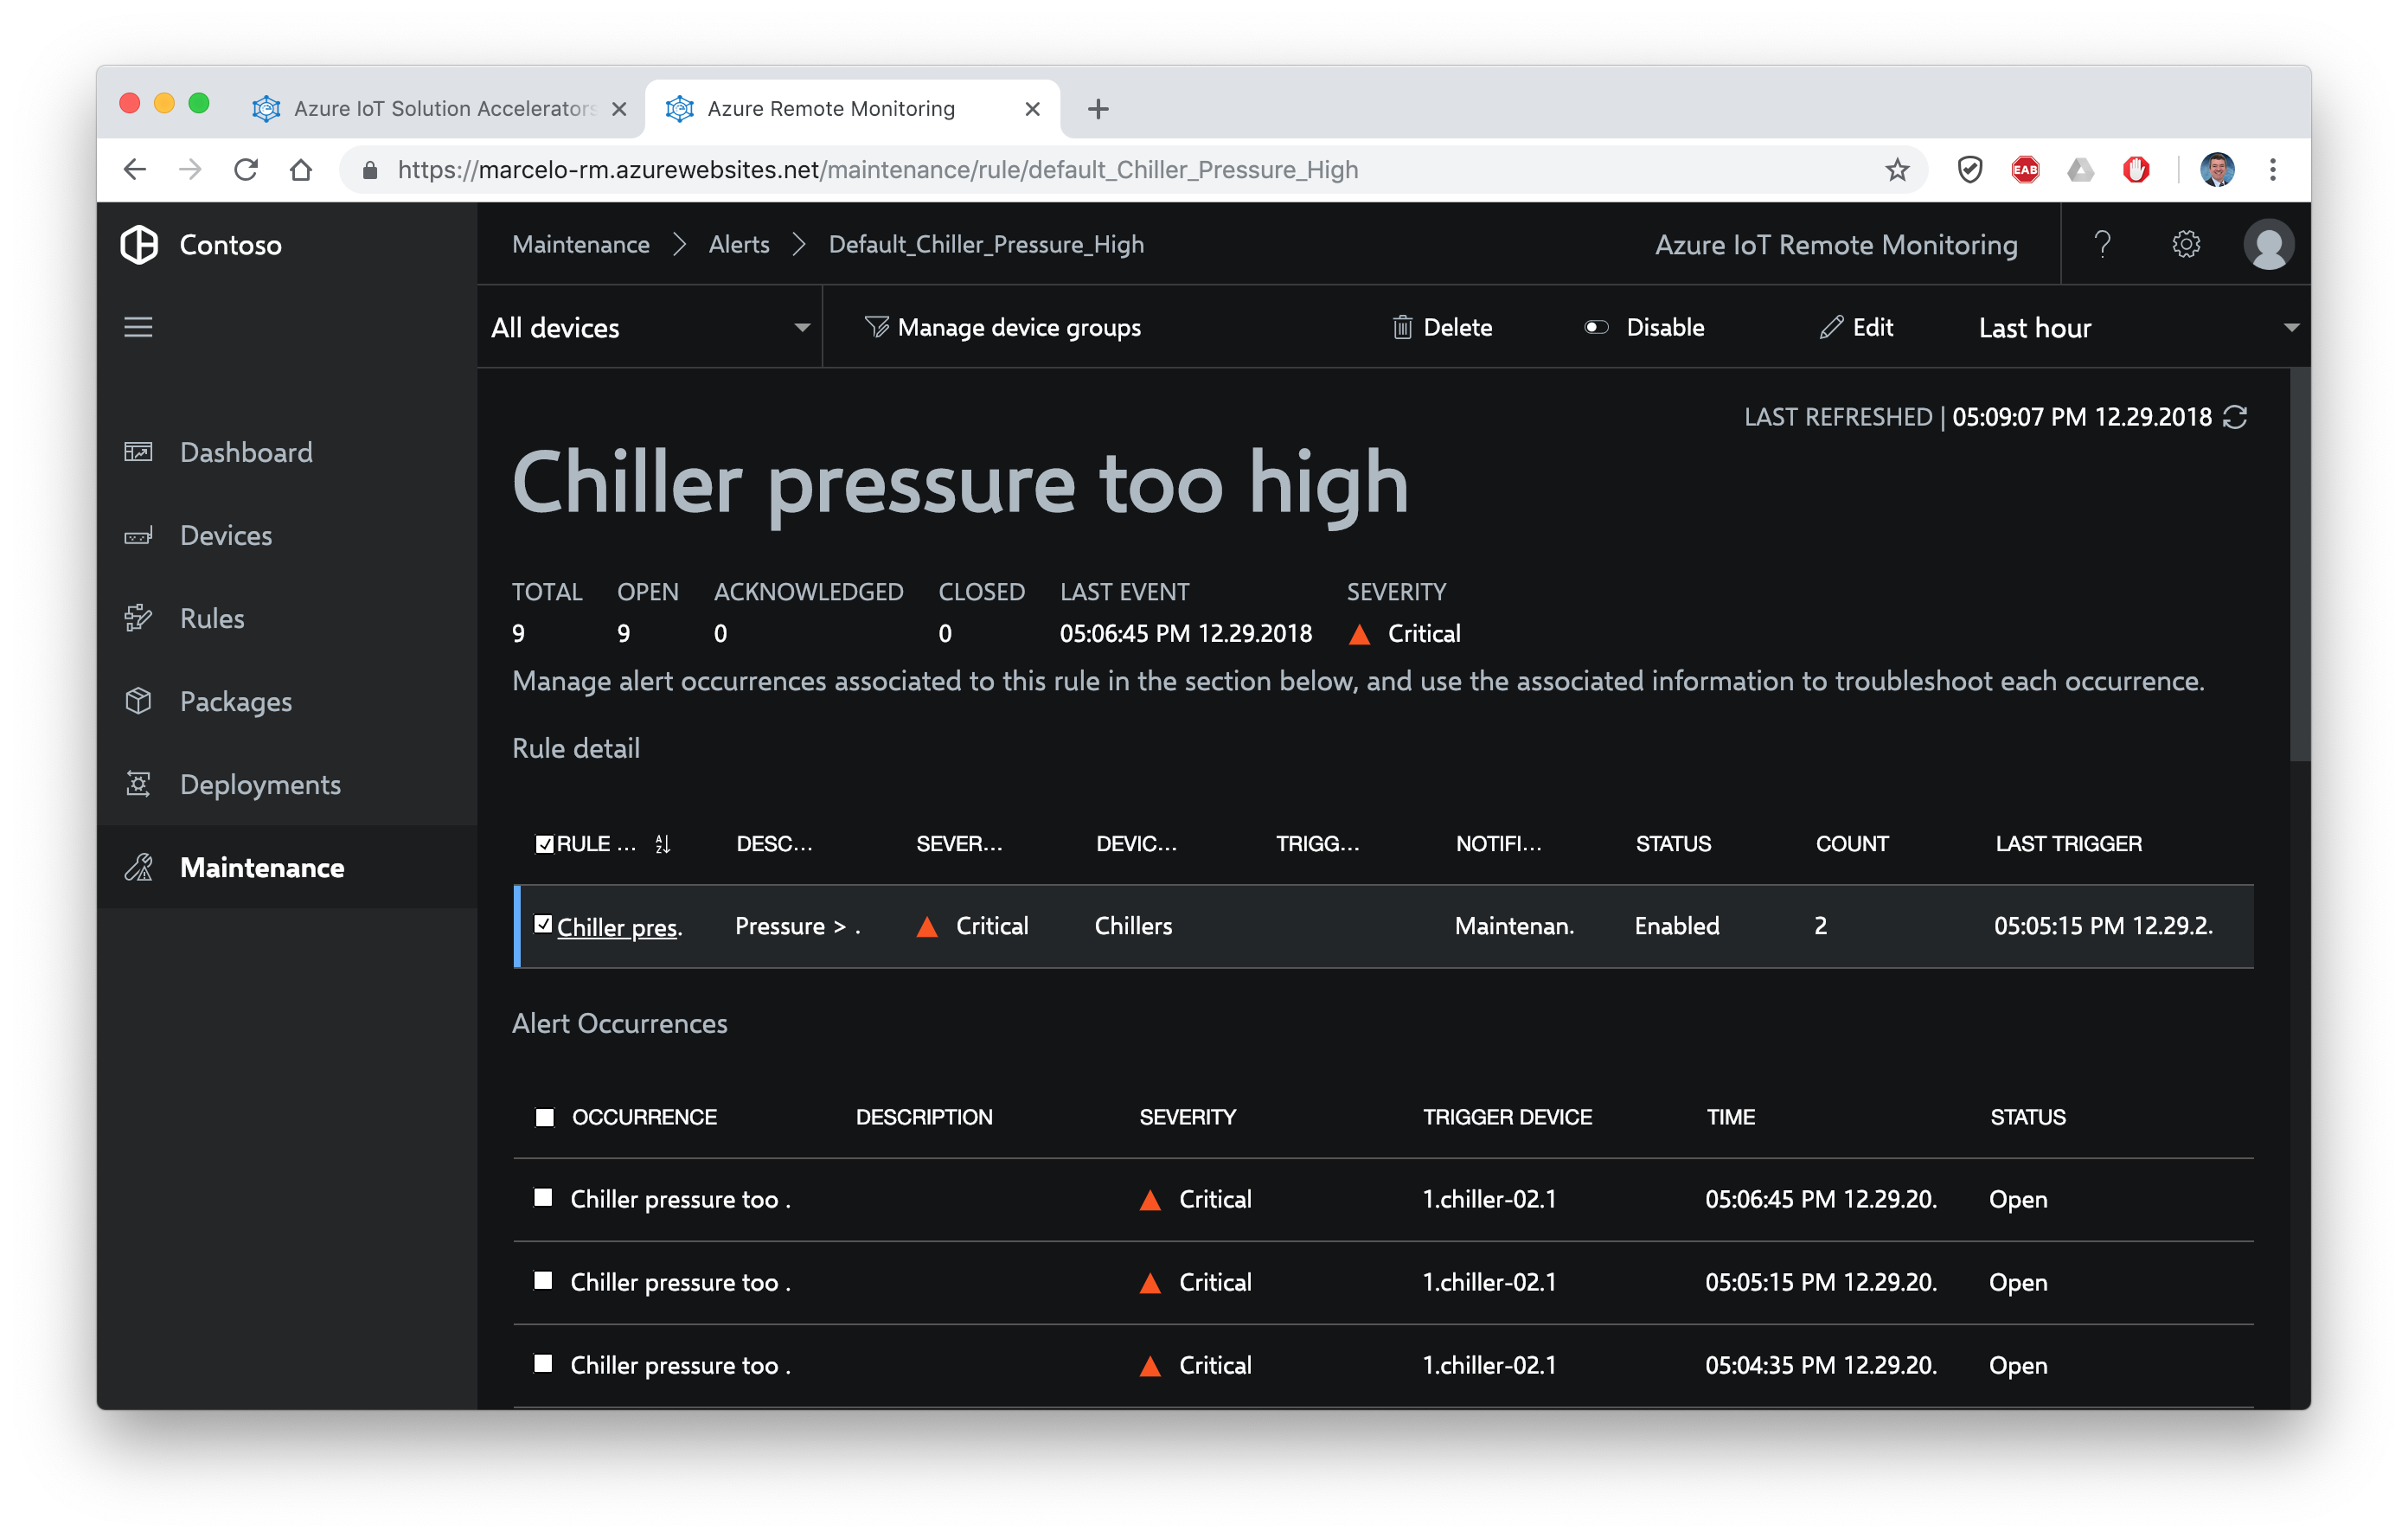 Azure IoT Solution Accelerators
Azure Remote Monitoring
https://marcelo-rm.azurewebsites.net/maintenance/rule/default_Chiller_Pressure_High
EAB
Contoso
Maintenance > Alerts > Default_Chiller_Pressure_High
Azure IoT Remote Monitoring
?
All devices
Manage device groups
Delete
Disable
Edit
Last hour
Dashboard
Devices
Rules
Packages
Deployments
Maintenance
LAST REFRESHED | 05:09:07 PM 12.29.2018
Chiller pressure too high
TOTAL OPEN ACKNOWLEDGED CLOSED LAST EVENT SEVERITY
9 9 0 0 05:06:45 PM 12.29.2018 Critical
Manage alert occurrences associated to this rule in the section below, and use the associated information to troubleshoot each occurrence.
Rule detail
RULE ... DESC... SEVER... DEVIC... TRIGG... NOTIFI... STATUS COUNT LAST TRIGGER
Chiller pres. Pressure > . Critical Chillers Maintenan. Enabled 2 05:05:15 PM 12.29.2.
Alert Occurrences
OCCURRENCE DESCRIPTION SEVERITY TRIGGER DEVICE TIME STATUS
Chiller pressure too . Critical 1.chiller-02.1 05:06:45 PM 12.29.20. Open
Chiller pressure too . Critical 1.chiller-02.1 05:05:15 PM 12.29.20. Open
Chiller pressure too . Critical 1.chiller-02.1 05:04:35 PM 12.29.20. Open